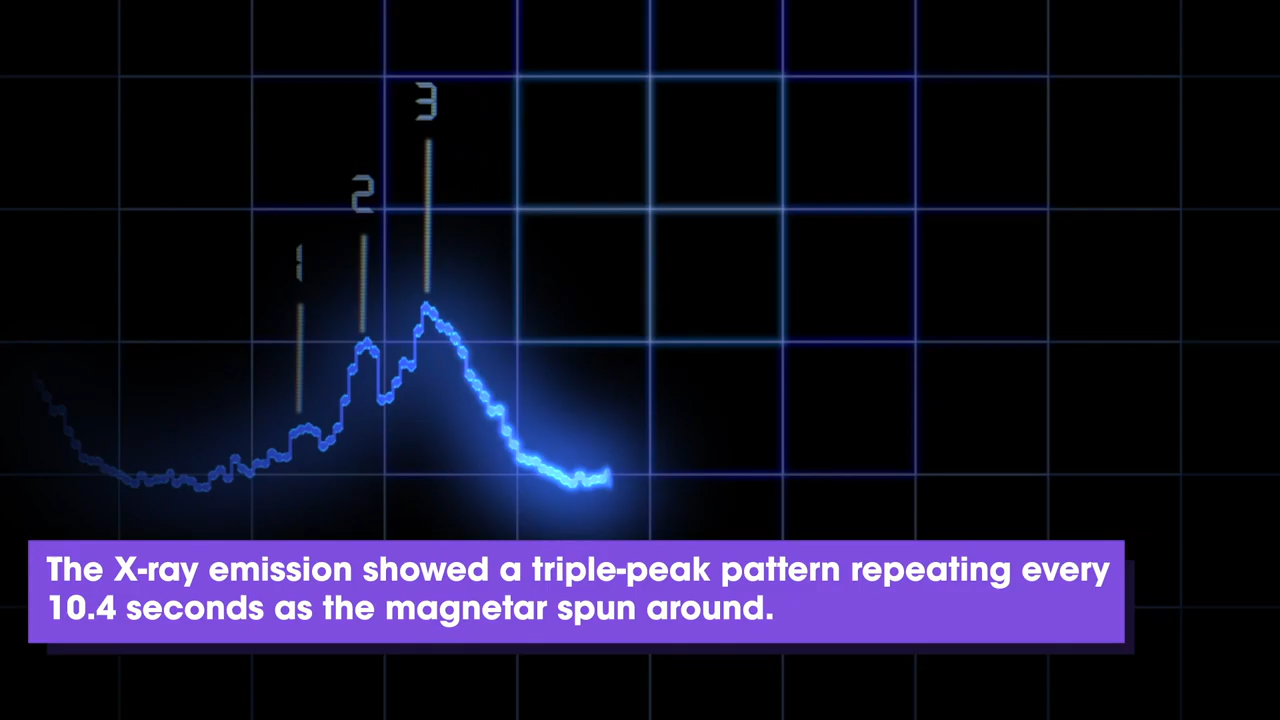 3
2
1
The X-ray emission showed a triple-peak pattern repeating every
10.4 seconds as the magnetar spun around.